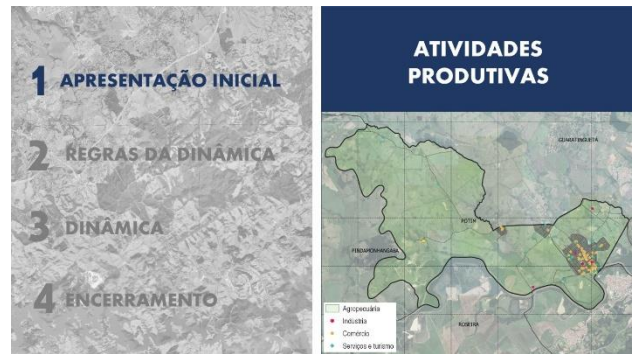 1 APRESENTAÇÃO INICIAL
2 REGRAS DA DINÂMICA
3 DINÂMICA
4 ENCERRAMENTO
ATIVIDADES
PRODUTIVAS
GUARATINGUETÁ
POTIM
PINDAMONHANGABA
ROSEIRA
Agropecuária
Indústria
Comércio
Serviços e turismo